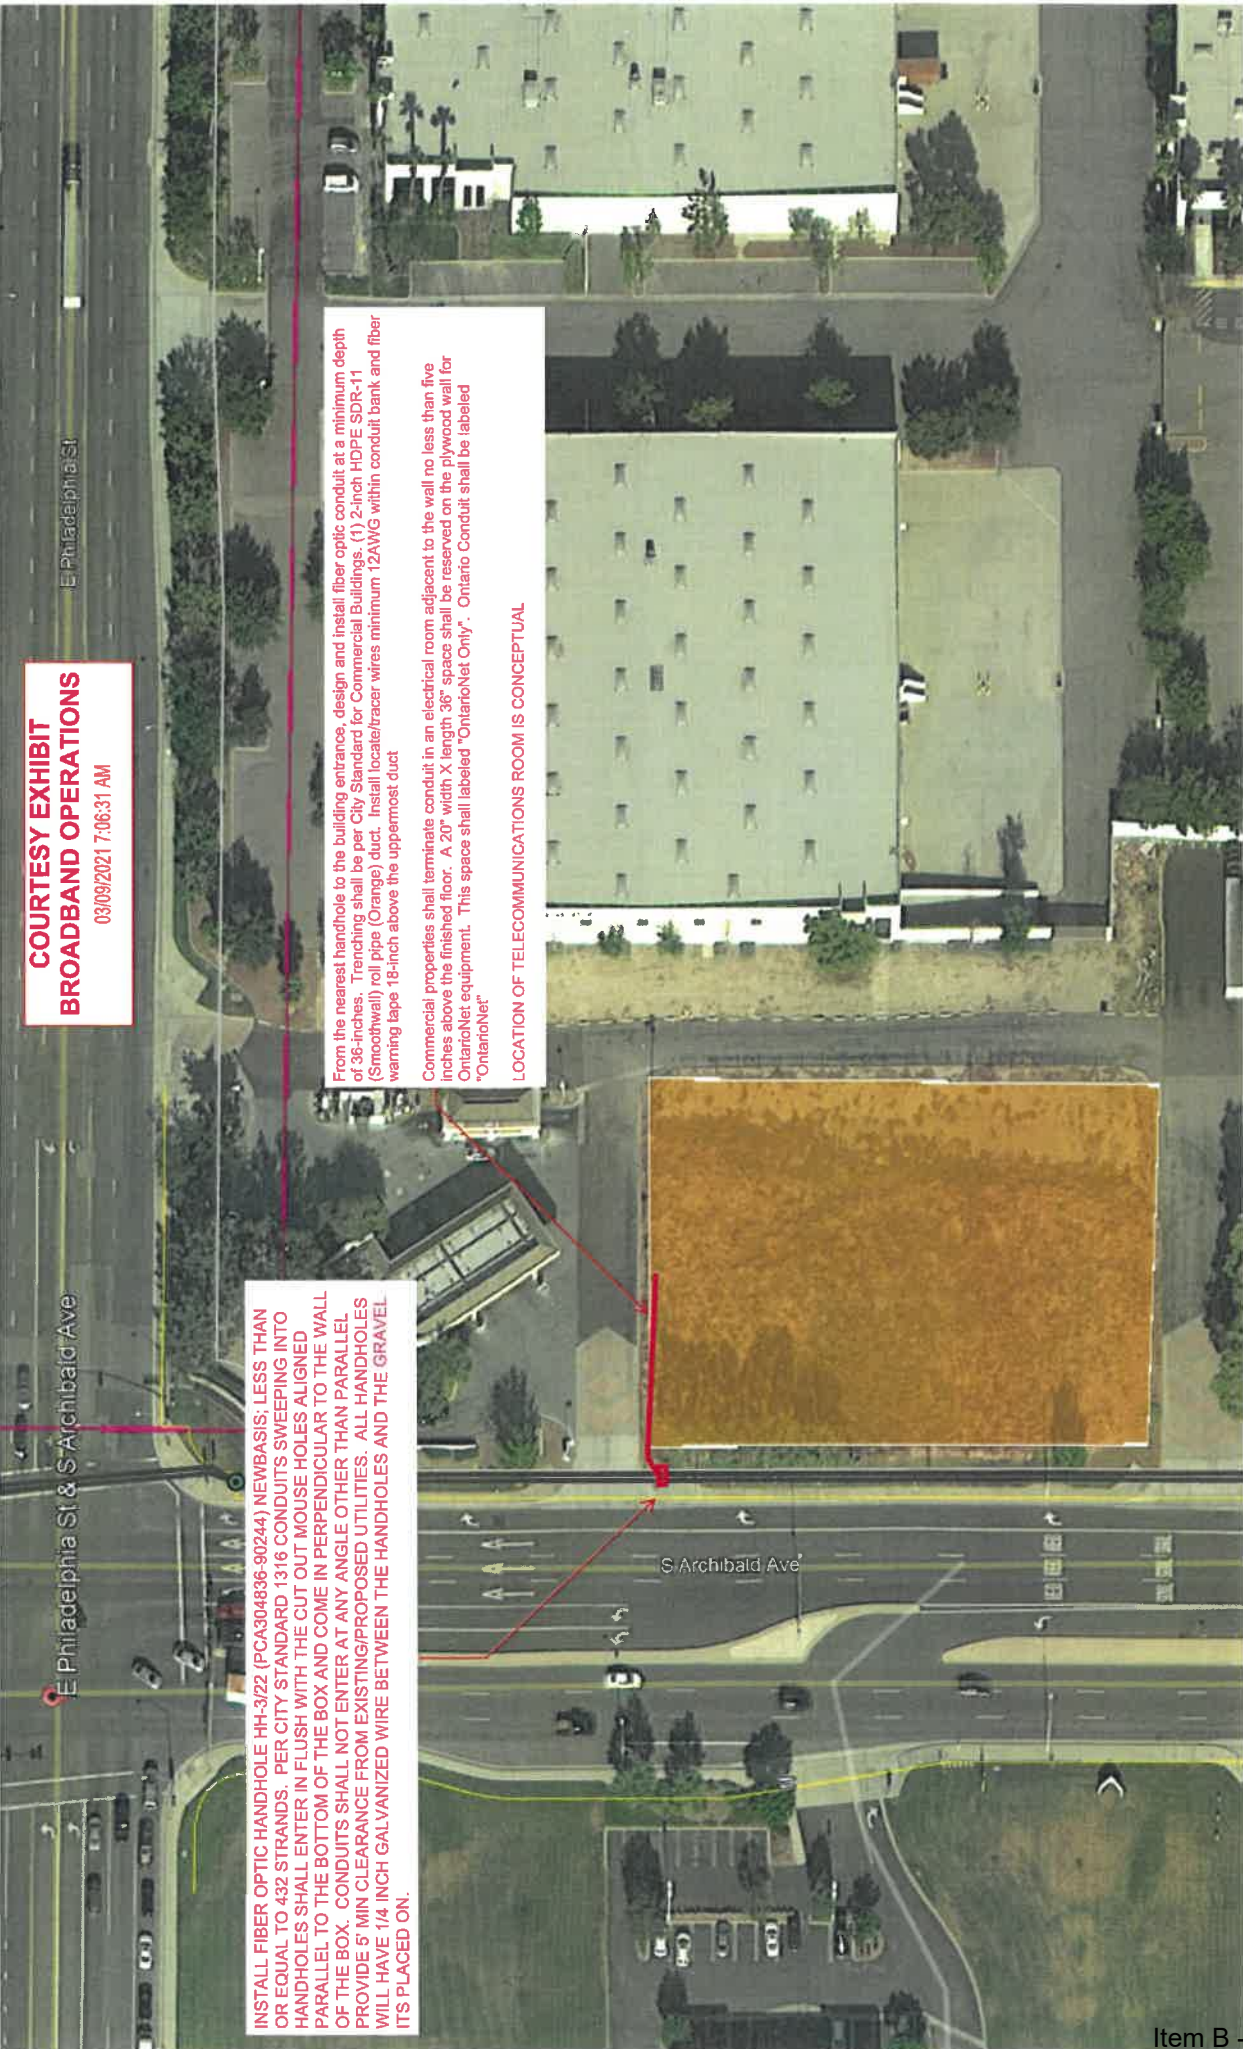 COURTESY EXHIBIT
BROADBAND OPERATIONS
03/09/2021 7:06:31 AM
E Philadelphia St
E Philadelphia St & S Archibald Ave
From the nearest handhole to the building entrance, design and install fiber optic conduit at a minimum depth
of 36-inches. Trenching shall be per City Standard for Commercial Buildings. (1) 2-inch HDPE SDR-11
(Smoothwall) roll pipe (Orange) duct. Install locate/tracer wires minimum 12AWG within conduit bank and fiber
warning tape 18-inch above the uppermost duct
Commercial properties shall terminate conduit in an electrical room adjacent to the wall no less than five
inches above the finished floor. A 20" width X length 36" space shall be reserved on the plywood wall for
OntarioNet equipment. This space shall labeled "OntarioNet Only". Ontario Conduit shall be labeled
"OntarioNet"
LOCATION OF TELECOMMUNICATIONS ROOM IS CONCEPTUAL
INSTALL FIBER OPTIC HANDHOLE HH-3/22 (PCA304836-90244) NEWBASIS; LESS THAN
OR EQUAL TO 432 STRANDS. PER CITY STANDARD 1316 CONDUITS SWEEPING INTO
HANDHOLES SHALL ENTER IN FLUSH WITH THE CUT OUT MOUSE HOLES ALIGNED
PARALLEL TO THE BOTTOM OF THE BOX AND COME IN PERPENDICULAR TO THE WALL
OF THE BOX. CONDUITS SHALL NOT ENTER AT ANY ANGLE OTHER THAN PARALLEL
PROVIDE 5' MIN CLEARANCE FROM EXISTING/PROPOSED UTILITIES. ALL HANDHOLES
WILL HAVE 1/4 INCH GALVANIZED WIRE BETWEEN THE HANDHOLES AND THE GRAVEL
ITS PLACED ON.
S Archibald Ave
Item B -